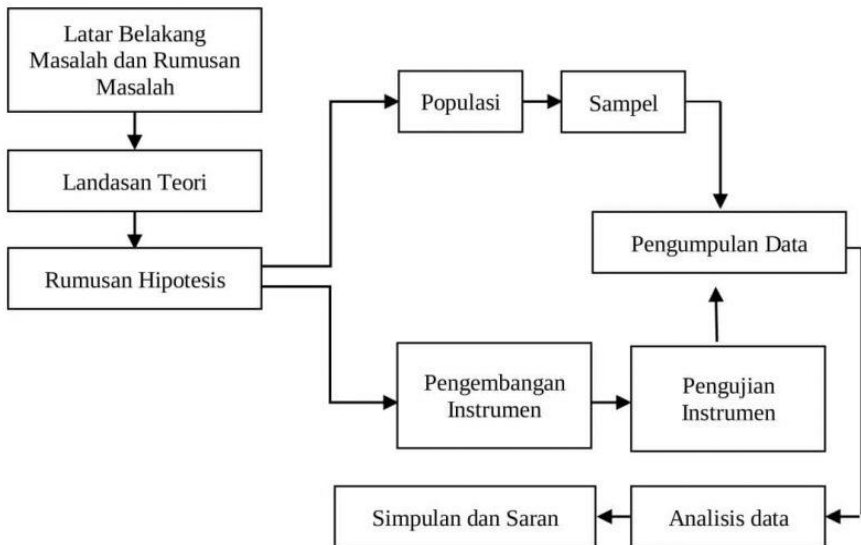 Latar Belakang
Masalah dan Rumusan
Masalah
Landasan Teori
Rumusan Hipotesis
Populasi
Sampel
Pengumpulan Data
Pengembangan
Instrumen
Pengujian
Instrumen
Analisis data
Simpulan dan Saran